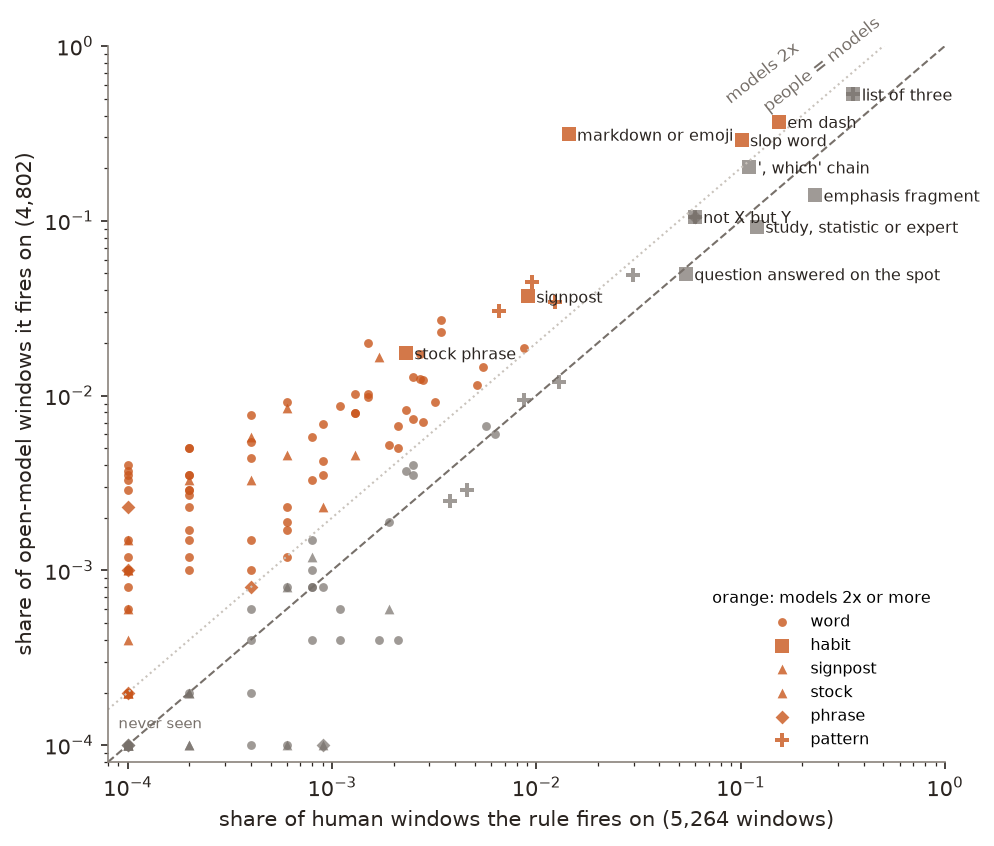 models 2x
people = models
list of three
em dash
markdown or emoji
slop word
', which' chain
emphasis fragment
not X but Y
study, statistic or expert
question answered on the spot
signpost
stock phrase
never seen
orange: models 2x or more
word
habit
signpost
stock
phrase
pattern
10⁰
10⁻¹
10⁻²
10⁻³
10⁻⁴
share of open-model windows it fires on (4,802)
10⁻⁴
10⁻³
10⁻²
10⁻¹
10⁰
share of human windows the rule fires on (5,264 windows)